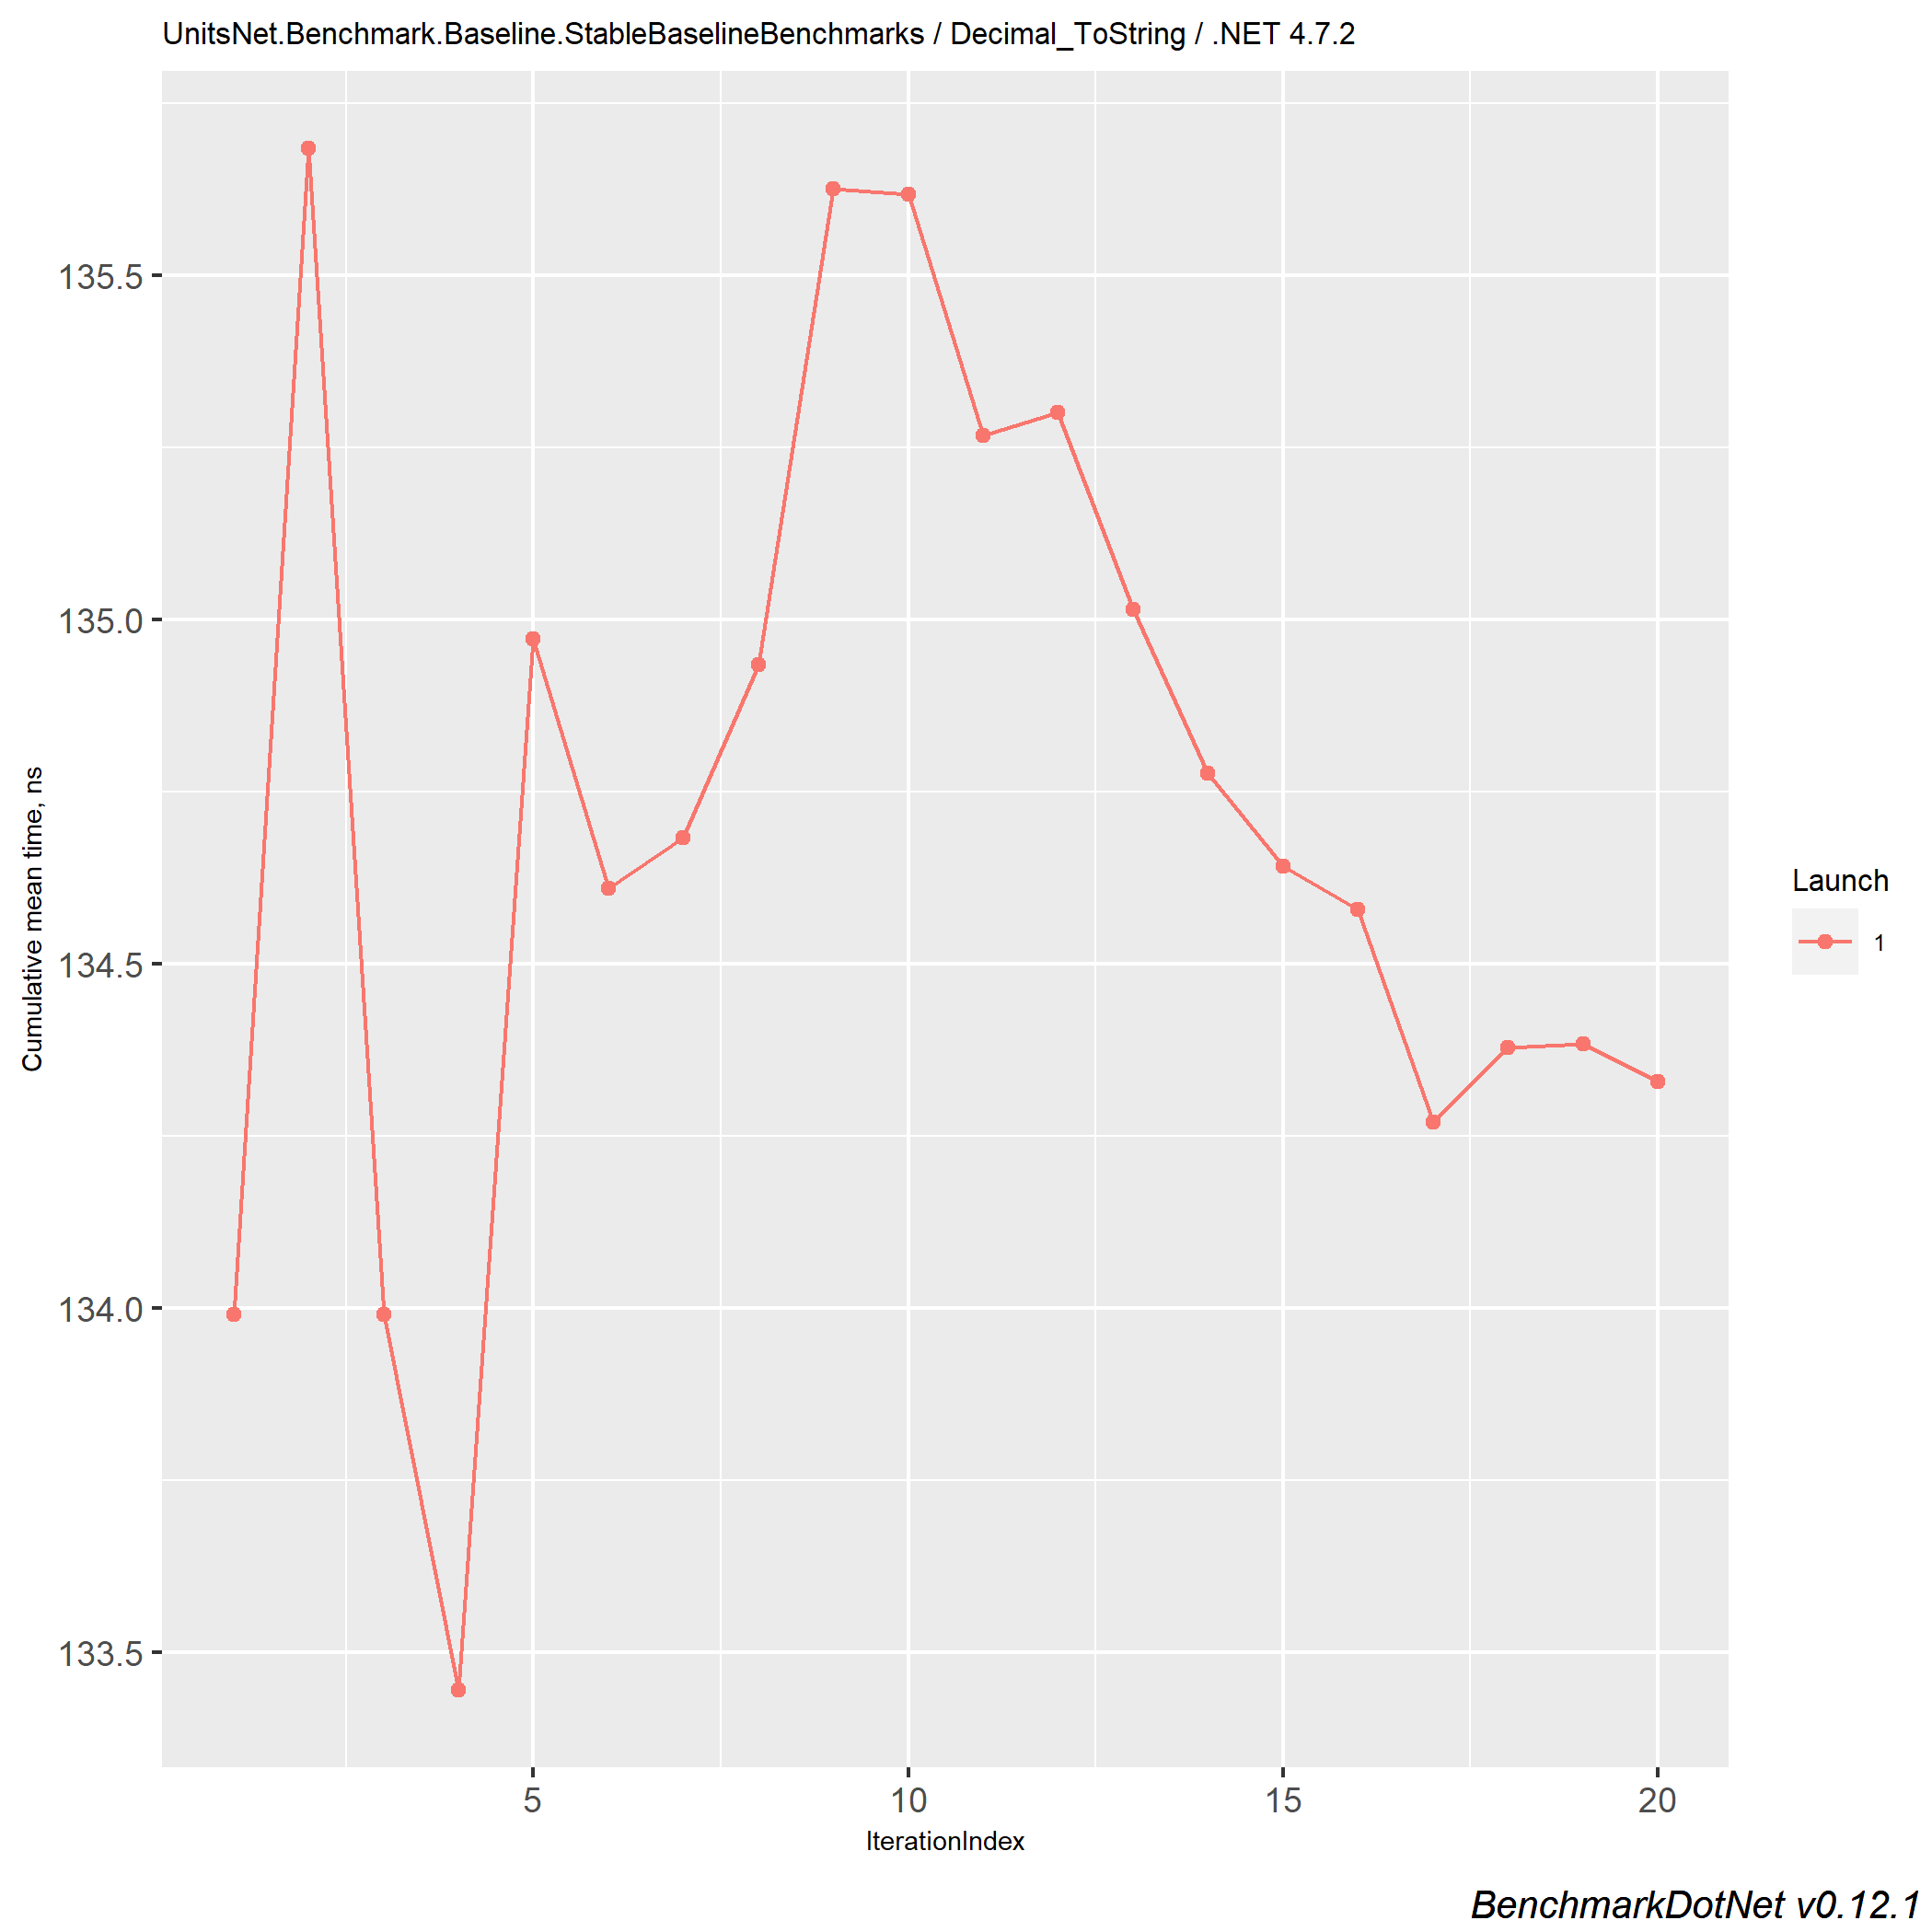 UnitsNet.Benchmark.Baseline.StableBaselineBenchmarks / Decimal_ToString / .NET 4.7.2
135.5
135.0
134.5
134.0
133.5
Cumulative mean time, ns
5 10 15 20
IterationIndex
Launch
1
BenchmarkDotNet v0.12.1